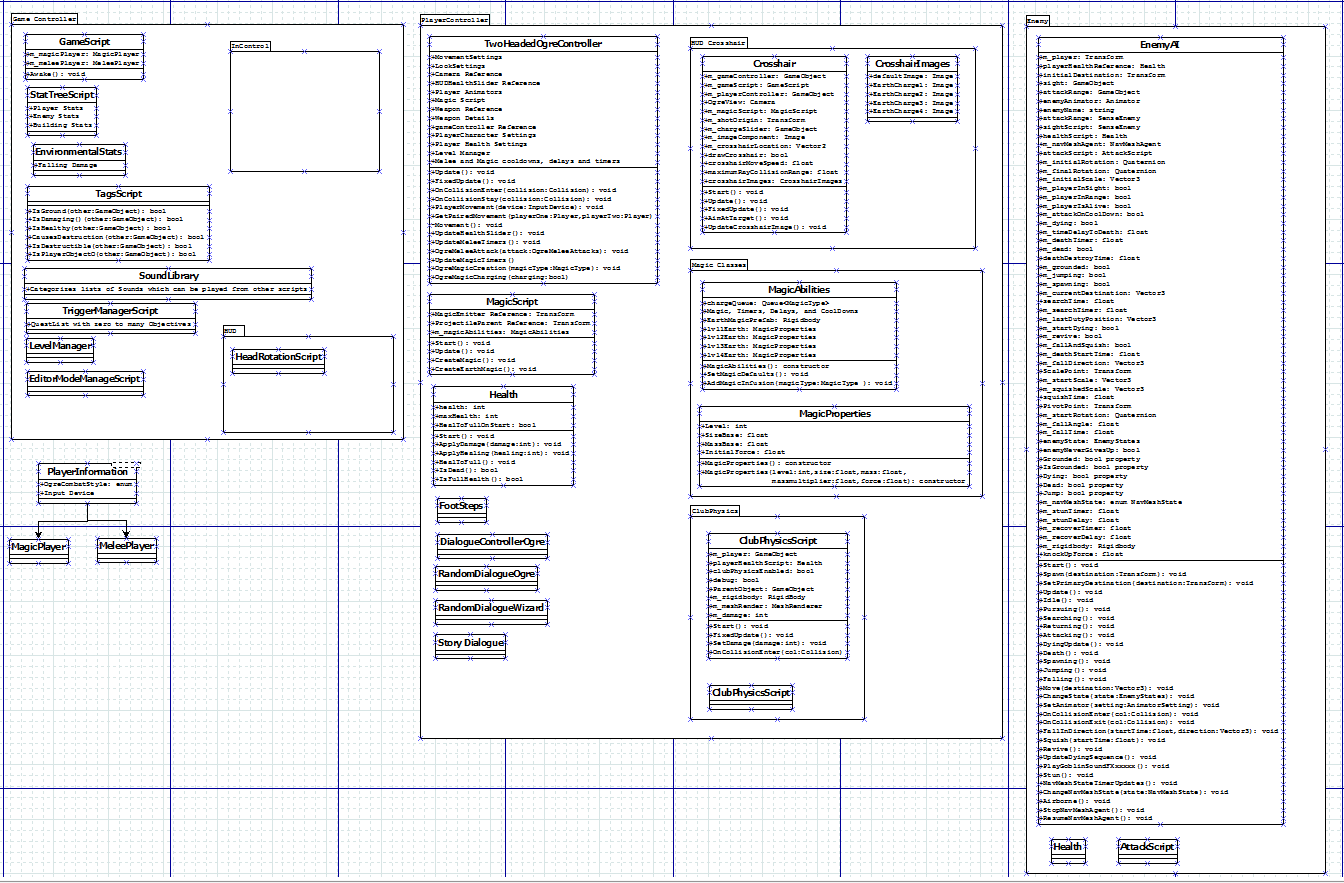 Game Controller
GameScript
+m_magicPlayer: MagicPlayer
+m_meleePlayer: MeleePlayer
+Awake(): void
StatTreeScript
+Player Stats
+Enemy Stats
+Building Stats
EnvironmentalStats
+Falling Damage
TagsScript
+IsGround(other:GameObject): bool
+IsDamaging()(other:GameObject): bool
+IsHealthy(other:GameObject): bool
+CausesDestruction(other:GameObject): bool
+IsDestructible(other:GameObject): bool
+IsPlayerObjectO(other:GameObject): bool
SoundLibrary
+Categorizes lists of Sounds which can be played from other scripts
TriggerManagerScript
+QuestList with zero to many Objectives
LevelManager
EditorModeManageScript
InControl
HUD
HeadRotationScript
PlayerInformation
+OgreCombatStyle: enum
+Input Device
MagicPlayer
MeleePlayer
PlayerController
TwoHeadedOgreController
+MovementSettings
+LookSettings
+Camera Reference
+HUDHealthSlider Reference
+Player Animators
+Magic Script
+Weapon Reference
+Weapon Details
+gameController Reference
+PlayerCharacter Settings
+Player Health Settings
+Level Manager
+Melee and Magic cooldowns, delays and timers
+Update(): void
+FixedUpdate(): void
+OnCollisionEnter(collision:Collision): void
+OnCollisionStay(collision:Collision): void
+PlayerMovement(device:InputDevice): void
+GetPairedMovement(playerOne:Player,playerTwo:Player)
+Movement(): void
+UpdateHealthSlider(): void
+UpdateMeleeTimers(): void
+OgreMeleeAttack(attack:OgreMeleeAttacks): void
+UpdateMagicTimers()
+OgreMagicCreation(magicType:MagicType): void
+OgreMagicCharging(charging:bool)
MagicScript
+MagicEmitter Reference: Transform
+ProjectileParent Reference: Transform
+m_magicAbilities: MagicAbilities
+Start(): void
+Update(): void
+CreateMagic(): void
+CreateEarthMagic(): void
Health
+health: int
+maxHealth: int
+HealToFullOnStart: bool
+Start(): void
+ApplyDamage(damage:int): void
+ApplyHealing(healing:int): void
+HealToFull(): void
+IsDead(): bool
+IsFullHealth(): bool
FootSteps
DialogueControllerOgre
RandomDialogueOgre
RandomDialogueWizard
Story Dialogue
HUD Crosshair
Crosshair
+m_gameController: GameObject
+m_gameScript: GameScript
+m_playerController: GameObject
+OgreView: Camera
+m_magicScript: MagicScript
+m_shotOrigin: Transform
+m_chargeSlider: GameObject
+m_imageComponent: Image
+m_crosshairLocation: Vector2
+drawCrosshair: bool
+crosshairMoveSpeed: float
+maximumRayCollisionRange: float
+crosshairImages: CrosshairImages
+Start(): void
+Update(): void
+FixedUpdate(): void
+AimAtTarget(): void
+UpdateCrosshairImage(): void
CrosshairImages
+defaultImage: Image
+EarthCharge1: Image
+EarthCharge2: Image
+EarthCharge3: Image
+EarthCharge4: Image
Magic Classes
MagicAbilities
+chargeQueue: Queue<MagicType>
+Magic, Timers, Delays, and CoolDowns
+EarthMagicPrefab: Rigidbody
+lvl1Earth: MagicProperties
+lvl2Earth: MagicProperties
+lvl3Earth: MagicProperties
+lvl4Earth: MagicProperties
+MagicAbilities(): constructor
+SetMagicDefaults(): void
+AddMagicInfusion(magicType:MagicType ): void
MagicProperties
+Level: int
+SizeBase: float
+MassBase: float
+InitialForce: float
+MagicProperties(): constructor
+MagicProperties(level:int,size:float,mass:float,
massmultiplier:float,force:float): constructor
ClubPhysics
ClubPhysicsScript
+m_player: GameObject
+playerHealthScript: Health
+clubPhysicsEnabled: bool
+debug: bool
+ParentObject: GameObject
+m_rigidbody: RigidBody
+m_meshRender: MeshRenderer
+m_damage: int
+Start(): void
+FixedUpdate(): void
+SetDamage(damage:int): void
+OnCollisionEnter(col:Collision)
ClubPhysicsScript
Enemy
EnemyAI
+m_player: Transform
+playerHealthReference: Health
+initialDestination: Transform
+sight: GameObject
+attackRange: GameObject
+enemyAnimator: Animator
+enemyName: string
+attackRange: SenseEnemy
+sightScript: SenseEnemy
+healthScript: Health
+m_navMeshAgent: NavMeshAgent
+attackScript: AttackScript
+m_initialRotation: Quaternion
+m_finalRotation: Quaternion
+m_initialScale: Vector3
+m_playerInSight: bool
+m_playerInRange: bool
+m_playerIsAlive: bool
+m_attackOnCoolDown: bool
+m_dying: bool
+m_timeDelayToDeath: float
+m_deathTimer: float
+m_dead: bool
+deathDestroyTime: float
+m_grounded: bool
+m_jumping: bool
+m_spawning: bool
+m_currentDestination: Vector3
+searchTime: float
+m_searchTimer: float
+m_lastDutyPosition: Vector3
+m_startDying: bool
+m_revive: bool
+m_fallAndSquish: bool
+m_deathStartTime: float
+m_fallDirection: Vector3
+ScalePoint: Transform
+m_startScale: Vector3
+m_squishedScale: Vector3
+squishTime: float
+PivotPoint: Transform
+m_startRotation: Quaternion
+m_fallAngle: float
+m_fallTime: float
+enemyState: EnemyStates
+enemyNeverGivesUp: bool
+Grounded: bool property
+IsGrounded: bool property
+Dying: bool property
+Dead: bool property
+Jump: bool property
+m_navMeshState: enum NavMeshState
+m_stunTimer: float
+m_stunDelay: float
+m_recoverTimer: float
+m_recoverDelay: float
+m_rigidbody: Rigidbody
+knockUpForce: float
+Start(): void
+Spawn(destination:Transform): void
+SetPrimaryDestination(destination:Transform): void
+Update(): void
+Idle(): void
+Pursuing(): void
+Searching(): void
+Returning(): void
+Attacking(): void
+DyingUpdate(): void
+Death(): void
+Spawning(): void
+Jumping(): void
+Falling(): void
+Move(destination:Vector3): void
+ChangeState(state:EnemyStates): void
+SetAnimator(setting:AnimatorSetting): void
+OnCollisionEnter(col:Collision): void
+OnCollisionExit(col:Collision): void
+FallInDirection(startTime:float,direction:Vector3): void
+Squish(startTime:float): void
+Revive(): void
+UpdateDyingSequence(): void
+PlayGoblinSoundFXxxxxx(): void
+Stun(): void
+NavMeshStateTimerUpdates(): void
+ChangeNavMeshState(state:NavMeshState): void
+Airborne(): void
+StopNavMeshAgent(): void
+ResumeNavMeshAgent(): void
Health
AttackScript